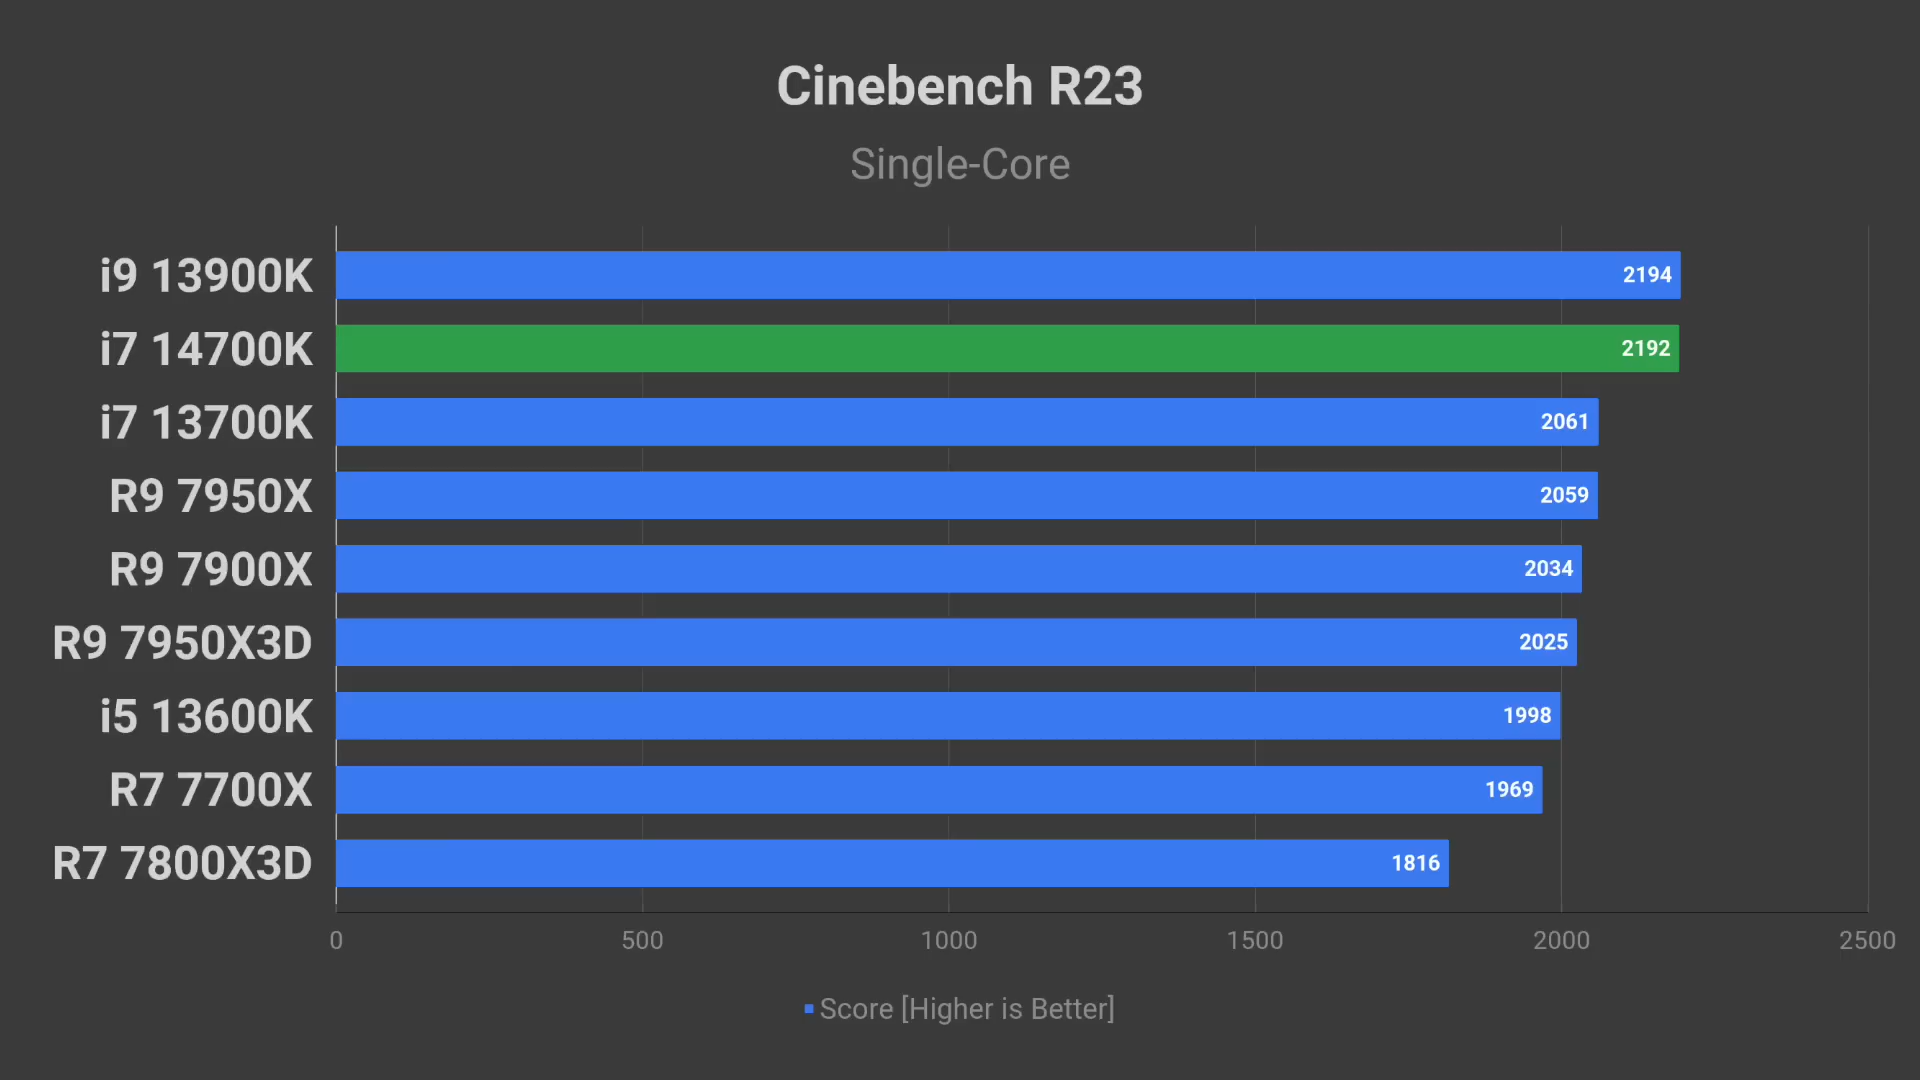 Cinebench R23
Single-Core
i9 13900K 2194
i7 14700K 2192
i7 13700K 2061
R9 7950X 2059
R9 7900X 2034
R9 7950X3D 2025
i5 13600K 1998
R7 7700X 1969
R7 7800X3D 1816
0 500 1000 1500 2000 2500
Score [Higher is Better]